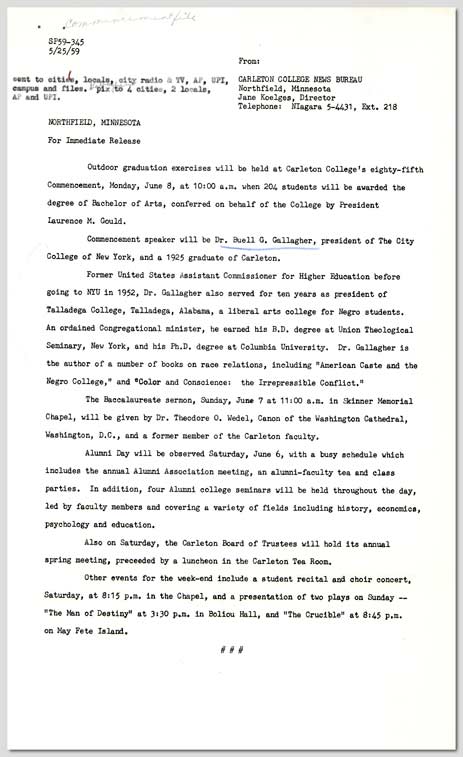 Commencement file
SP59-345
5/25/59
From:
sent to cities, locals, city radio & TV, AP, UPI,
campus and files. pix to 4 cities, 2 locals,
AP and UPI.
CARLETON COLLEGE NEWS BUREAU
Northfield, Minnesota
Jane Koelges, Director
Telephone: NIagara 5-4431, Ext. 218
NORTHFIELD, MINNESOTA
For Immediate Release
Outdoor graduation exercises will be held at Carleton College's eighty-fifth
Commencement, Monday, June 8, at 10:00 a.m. when 204 students will be awarded the
degree of Bachelor of Arts, conferred on behalf of the College by President
Laurence M. Gould.
Commencement speaker will be Dr. Buell G. Gallagher, president of The City
College of New York, and a 1925 graduate of Carleton.
Former United States Assistant Commissioner for Higher Education before
going to NYU in 1952, Dr. Gallagher also served for ten years as president of
Talladega College, Talladega, Alabama, a liberal arts college for Negro students.
An ordained Congregational minister, he earned his B.D. degree at Union Theological
Seminary, New York, and his Ph.D. degree at Columbia University. Dr. Gallagher is
the author of a number of books on race relations, including "American Caste and the
Negro College," and "Color and Conscience: the Irrepressible Conflict."
The Baccalaureate sermon, Sunday, June 7 at 11:00 a.m. in Skinner Memorial
Chapel, will be given by Dr. Theodore O. Wedel, Canon of the Washington Cathedral,
Washington, D.C., and a former member of the Carleton faculty.
Alumni Day will be observed Saturday, June 6, with a busy schedule which
includes the annual Alumni Association meeting, an alumni-faculty tea and class
parties. In addition, four Alumni college seminars will be held throughout the day,
led by faculty members and covering a variety of fields including history, economics,
psychology and education.
Also on Saturday, the Carleton Board of Trustees will hold its annual
spring meeting, preceeded by a luncheon in the Carleton Tea Room.
Other events for the week-end include a student recital and choir concert,
Saturday, at 8:15 p.m. in the Chapel, and a presentation of two plays on Sunday --
"The Man of Destiny" at 3:30 p.m. in Boliou Hall, and "The Crucible" at 8:45 p.m.
on May Fete Island.
# # #